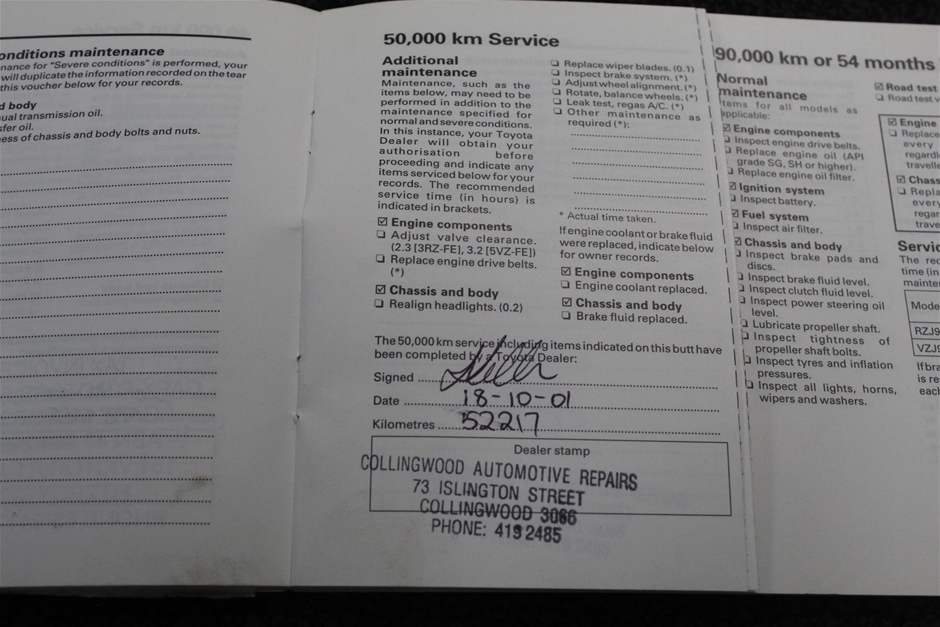 onditions maintenance
nance for "Severe conditions" is performed, your
will duplicate the information recorded on the tear
this voucher below for your records.
d body
ual transmission oil.
sfer oil.
ness of chassis and body bolts and nuts.
50,000 km Service
Additional
maintenance
Maintenance, such as the
items below, may need to be
performed in addition to the
maintenance specified for
normal and severe conditions.
In this instance, your Toyota
Dealer will obtain your
authorisation before
proceeding and indicate any
items serviced below for your
records. The recommended
service time (in hours) is
indicated in brackets.
☑ Engine components
❏ Adjust valve clearance.
(2.3 [3RZ-FE], 3.2 [5VZ-FE])
❏ Replace engine drive belts.
(*)
☑ Chassis and body
❏ Realign headlights. (0.2)
❏ Replace wiper blades. (0.1)
❏ Inspect brake system. (*)
❏ Adjust wheel alignment. (*)
❏ Rotate, balance wheels. (*)
❏ Leak test, regas A/C. (*)
❏ Other maintenance as
required (*):
* Actual time taken.
If engine coolant or brake fluid
were replaced, indicate below
for owner records.
☑ Engine components
❏ Engine coolant replaced.
☑ Chassis and body
❏ Brake fluid replaced.
The 50,000 km service including items indicated on this butt have
been completed by a Toyota Dealer:
Signed
Date 18-10-01
Kilometres 52217
Dealer stamp
COLLINGWOOD AUTOMOTIVE REPAIRS
73 ISLINGTON STREET
COLLINGWOOD 3066
PHONE: 419 2485
90,000 km or 54 months
Normal
maintenance
Items for all models as
applicable:
☑ Engine components
❏ Inspect engine drive belts.
❏ Replace engine oil (API
grade SG, SH or higher).
❏ Replace engine oil filter.
☑ Ignition system
❏ Inspect battery.
☑ Fuel system
❏ Inspect air filter.
☑ Chassis and body
❏ Inspect brake pads and
discs.
❏ Inspect brake fluid level.
❏ Inspect clutch fluid level.
❏ Inspect power steering oil
level.
❏ Lubricate propeller shaft.
❏ Inspect tightness of
propeller shaft bolts.
❏ Inspect tyres and inflation
pressures.
❏ Inspect all lights, horns,
wipers and washers.
☑ Road test
❏ Road test v
☑ Engine
❏ Replace
every
regardi
travelle
☑ Chass
❏ Repla
every
regar
trave
Servic
The rec
time (in
mainte
Mode
RZJ9
VZJ9
If bra
is re
each